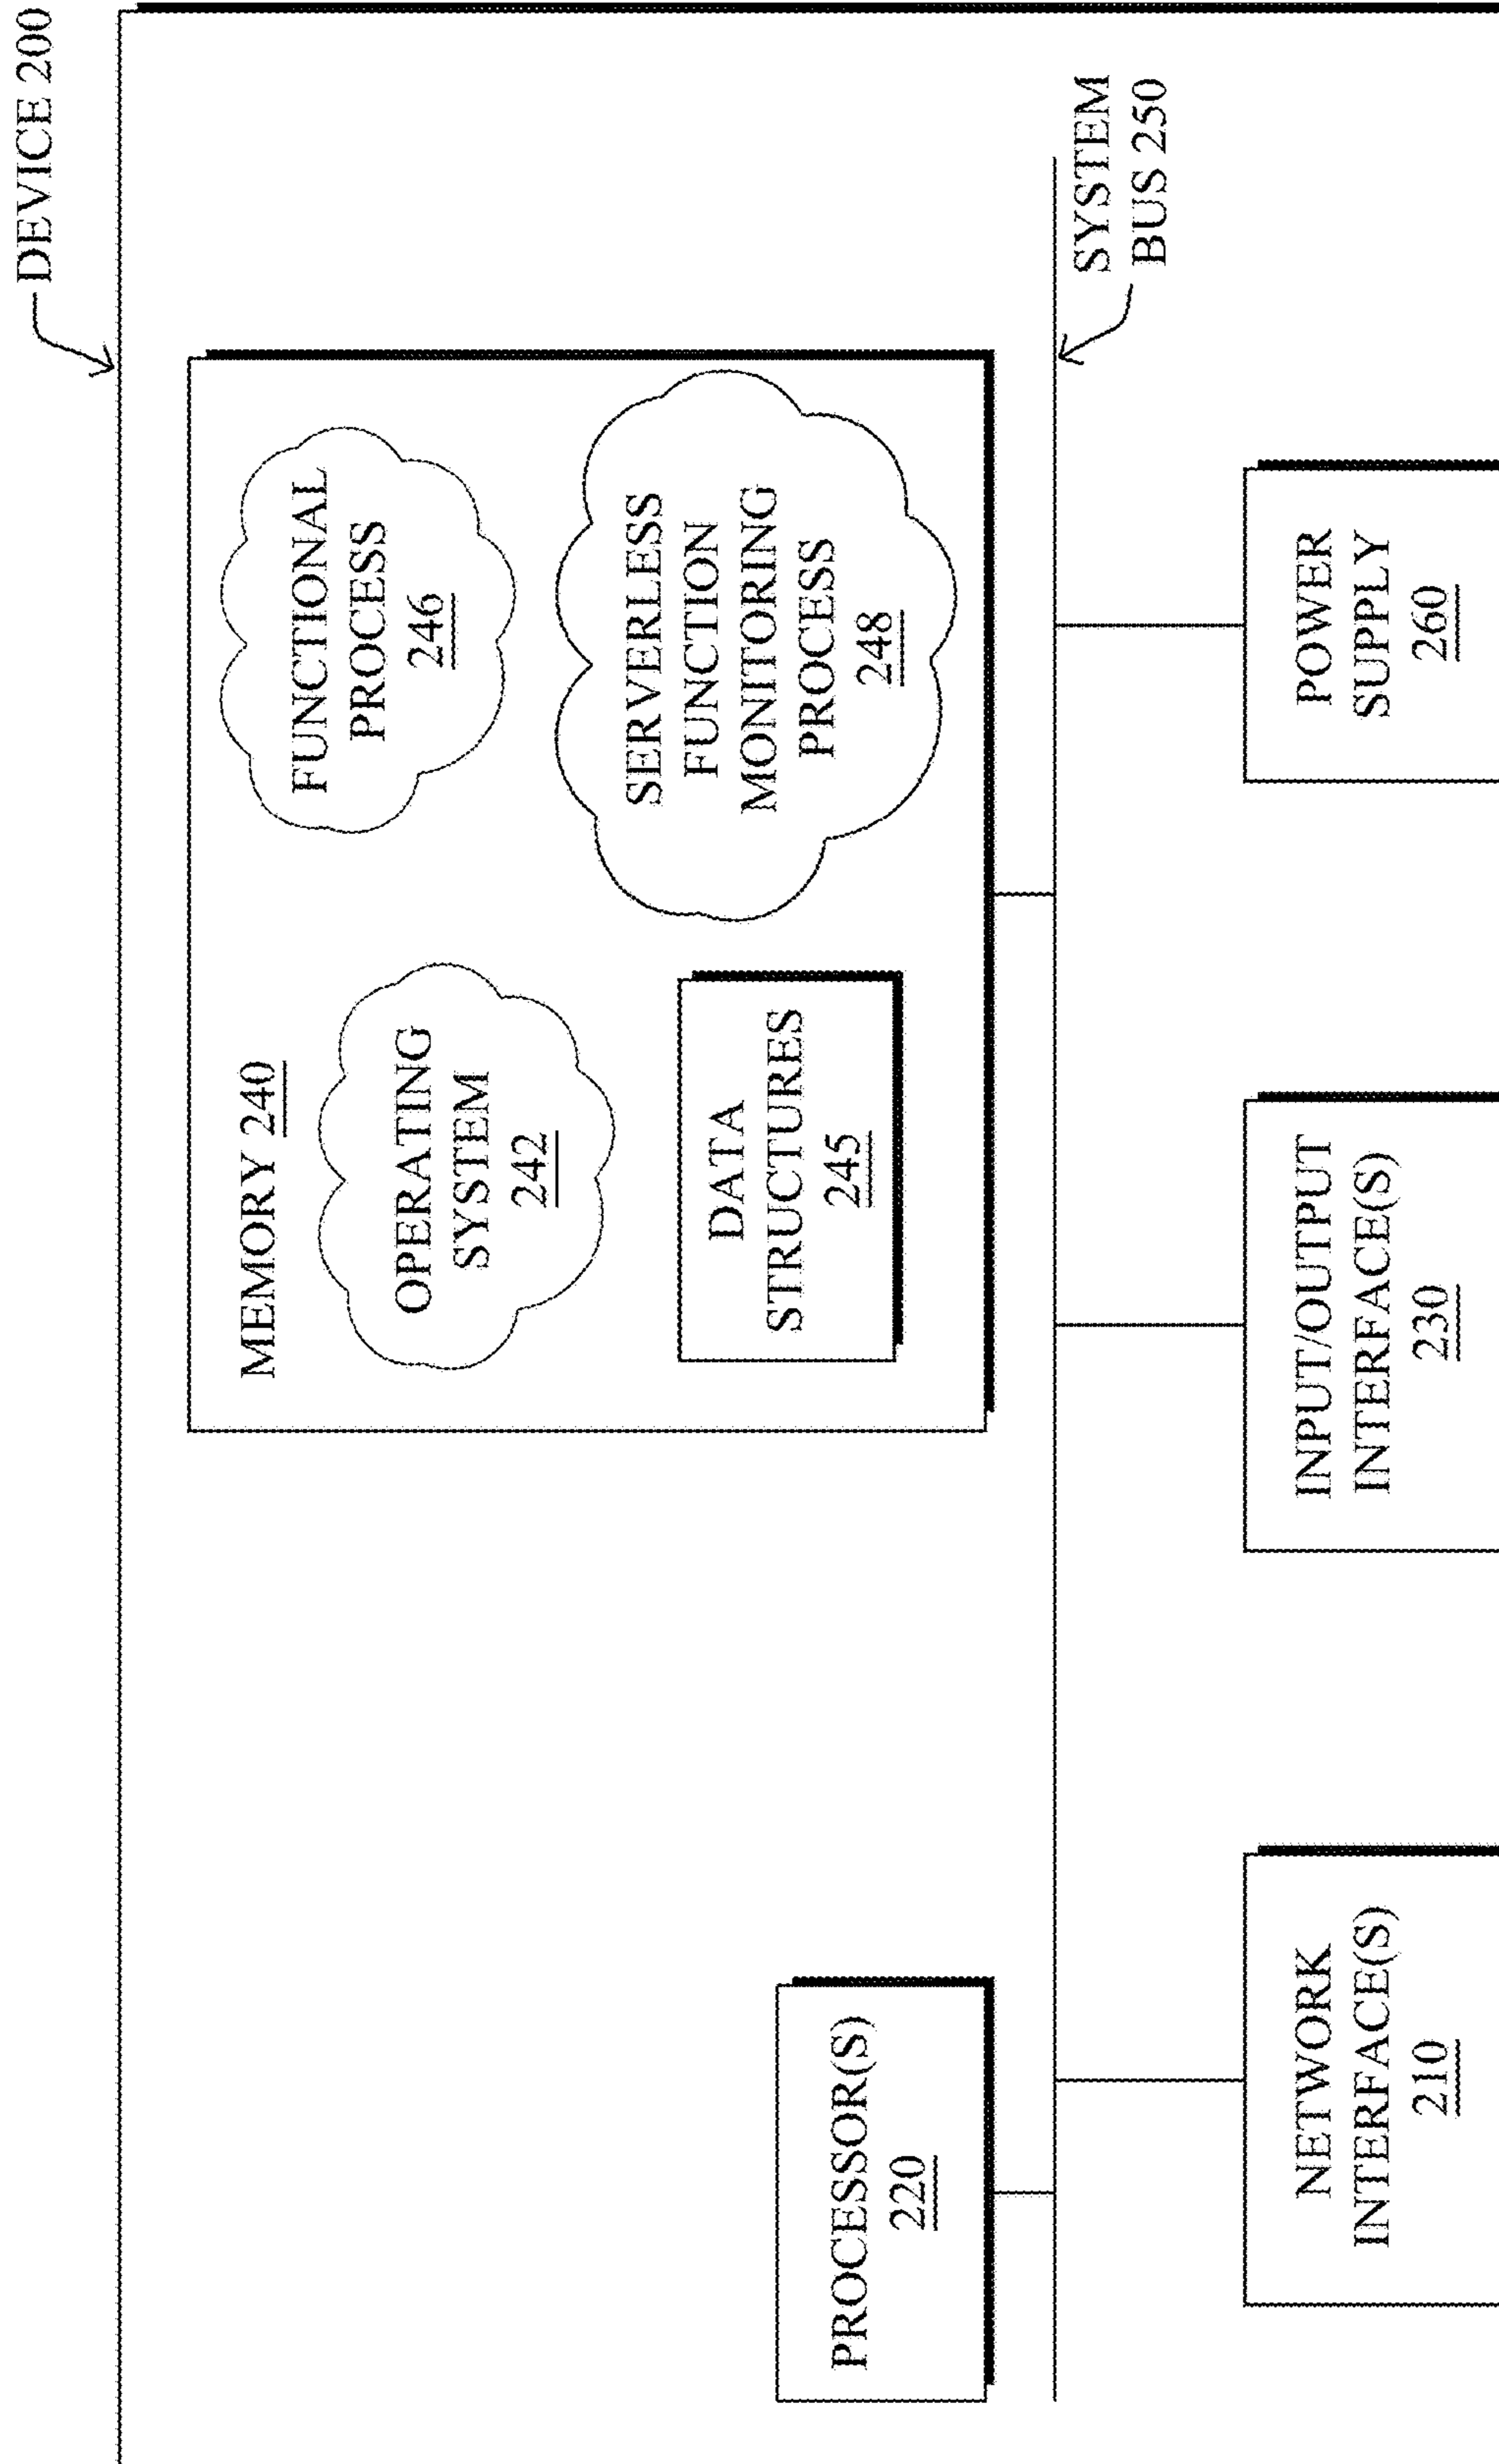 DEVICE 200
MEMORY 240
FUNCTIONAL
PROCESS
246
OPERATING
SYSTEM
242
SERVERLESS
FUNCTION
MONITORING
PROCESS
248
DATA
STRUCTURES
245
PROCESSOR(S)
220
SYSTEM
BUS 250
NETWORK
INTERFACE(S)
210
INPUT/OUTPUT
INTERFACE(S)
230
POWER
SUPPLY
260